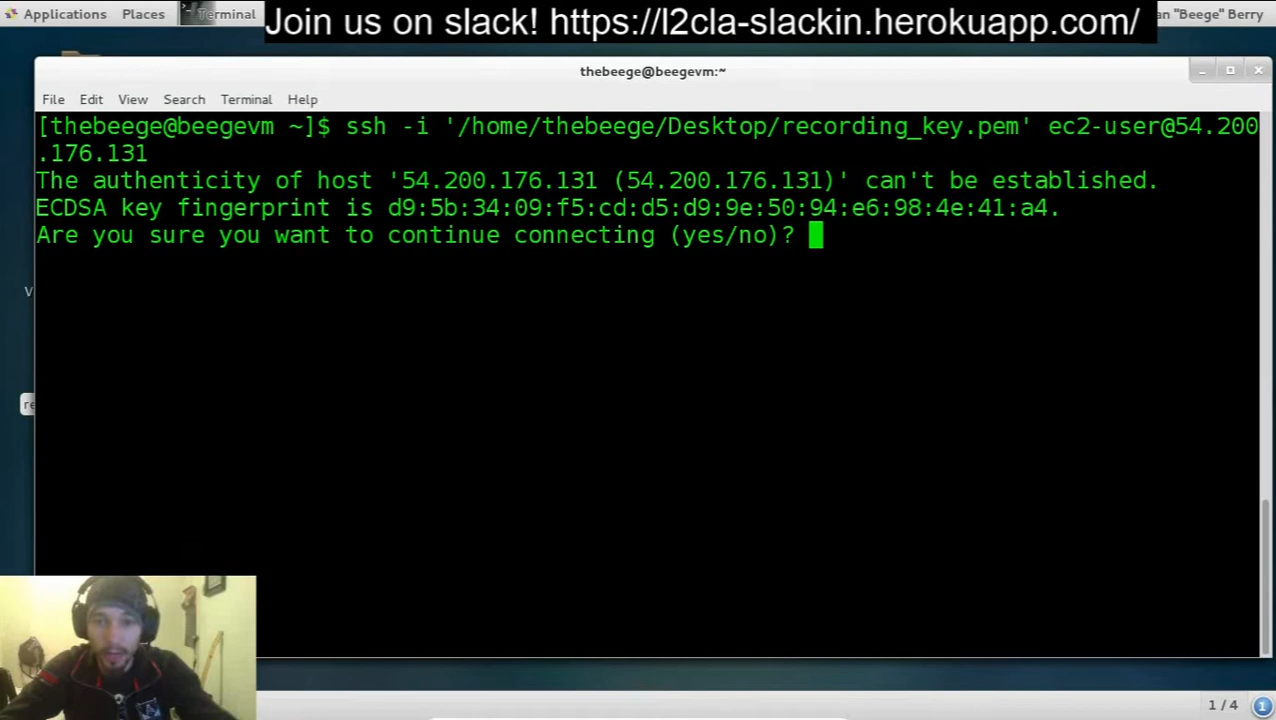 Applications Places Terminal an "Beege" Berry
Join us on slack! https://l2cla-slackin.herokuapp.com/
thebeege@beegevm:~
File Edit View Search Terminal Help
[thebeege@beegevm ~]$ ssh -i '/home/thebeege/Desktop/recording_key.pem' ec2-user@54.200
.176.131
The authenticity of host '54.200.176.131 (54.200.176.131)' can't be established.
ECDSA key fingerprint is d9:5b:34:09:f5:cd:d5:d9:9e:50:94:e6:98:4e:41:a4.
Are you sure you want to continue connecting (yes/no)?
V
re
1 / 4 1